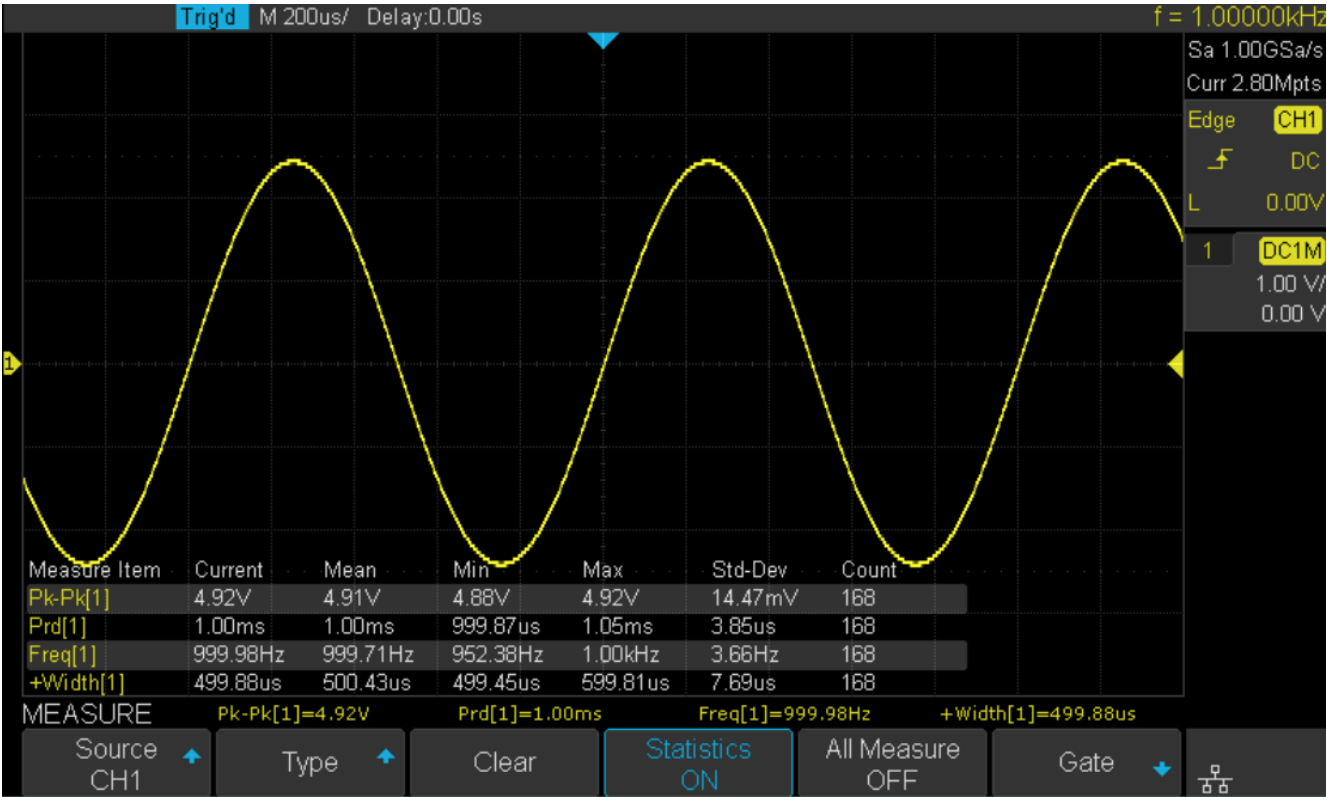 Trig'd M 200us/ Delay:0.00s f = 1.00000kHz
Sa 1.00GSa/s
Curr 2.80Mpts
Edge CH1
DC
L 0.00V
1 DC1M
1.00 V/
0.00 V
1
Measure Item Current Mean Min Max Std-Dev Count
Pk-Pk[1] 4.92V 4.91V 4.88V 4.92V 14.47mV 168
Prd[1] 1.00ms 1.00ms 999.87us 1.05ms 3.85us 168
Freq[1] 999.98Hz 999.71Hz 952.38Hz 1.00kHz 3.66Hz 168
+Width[1] 499.88us 500.43us 499.45us 599.81us 7.69us 168
MEASURE Pk-Pk[1]=4.92V Prd[1]=1.00ms Freq[1]=999.98Hz +Width[1]=499.88us
Source
CH1
Type
Clear
Statistics
ON
All Measure
OFF
Gate